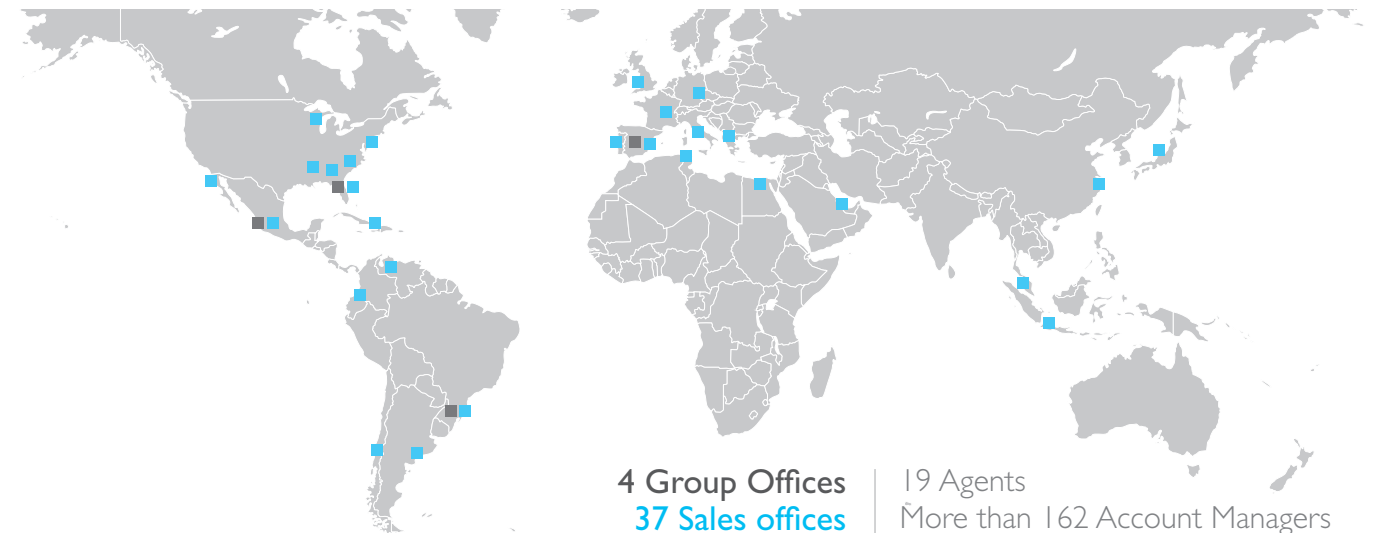 4 Group Offices
37 Sales offices
19 Agents
More than 162 Account Managers